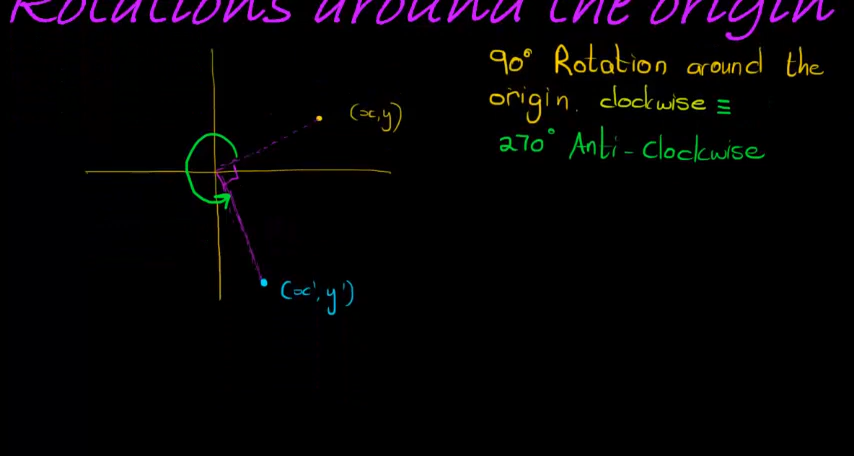 Rotations around the origin
90° Rotation around the
origin. clockwise ≡
270° Anti-Clockwise
(x,y)
(x',y')